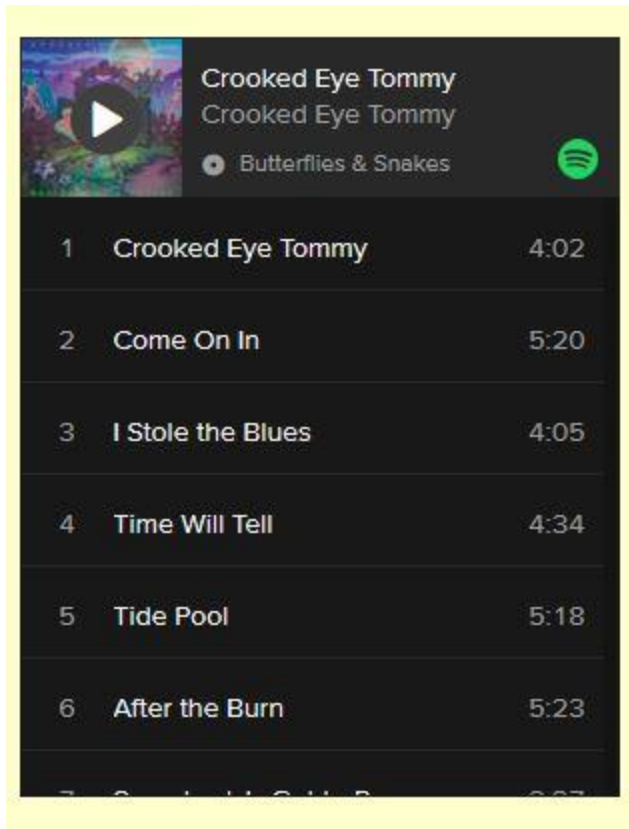 Crooked Eye Tommy
Crooked Eye Tommy
Butterflies & Snakes
1 Crooked Eye Tommy 4:02
2 Come On In 5:20
3 I Stole the Blues 4:05
4 Time Will Tell 4:34
5 Tide Pool 5:18
6 After the Burn 5:23